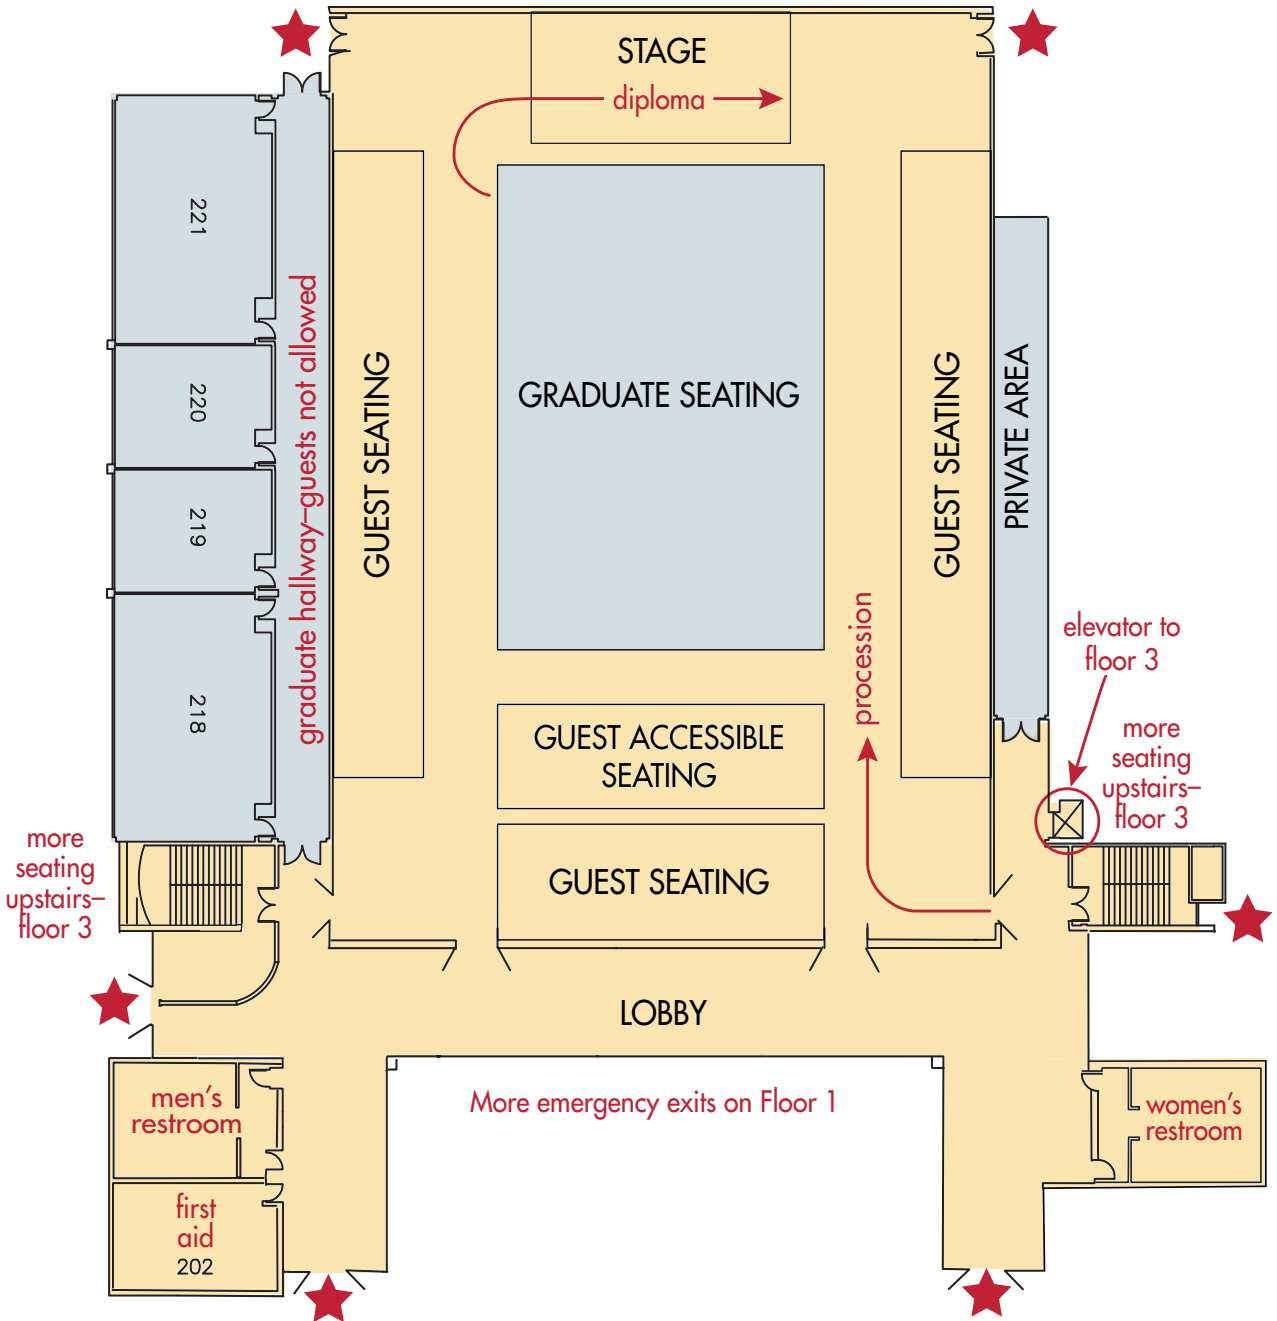 STAGE
diploma
221
220
219
218
graduate hallway–guests not allowed
GUEST SEATING
GRADUATE SEATING
GUEST SEATING
PRIVATE AREA
procession
elevator to
floor 3
more
seating
upstairs–
floor 3
GUEST ACCESSIBLE
SEATING
GUEST SEATING
more
seating
upstairs–
floor 3
LOBBY
More emergency exits on Floor 1
men's
restroom
women's
restroom
first
aid
202